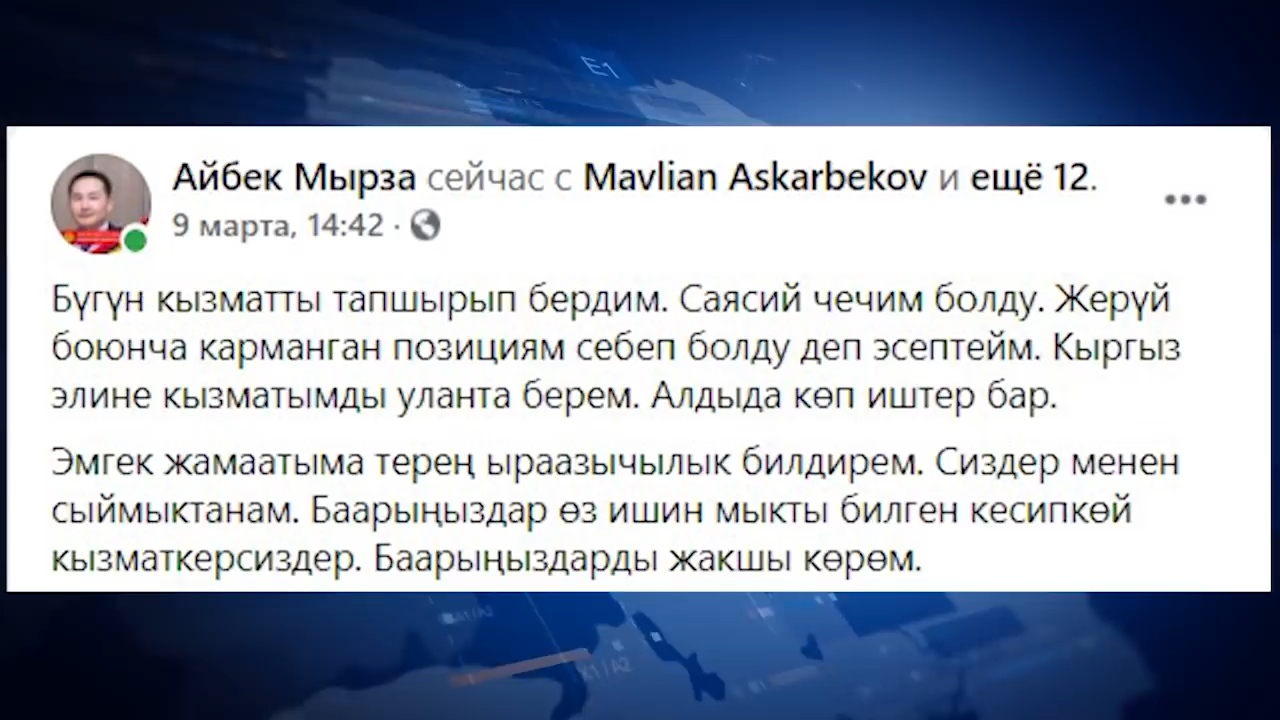 E1
Айбек Мырза сейчас с Mavlian Askarbekov и ещё 12.
9 марта, 14:42 ·
Бүгүн кызматты тапшырып бердим. Саясий чечим болду. Жерүй
боюнча карманган позициям себеп болду деп эсептейм. Кыргыз
элине кызматымды уланта берем. Алдыда көп иштер бар.
Эмгек жамаатыма терең ыраазычылык билдирем. Сиздер менен
сыймыктанам. Баарыңыздар өз ишин мыкты билген кесипкөй
кызматкерсиздер. Баарыңыздарды жакшы көрөм.